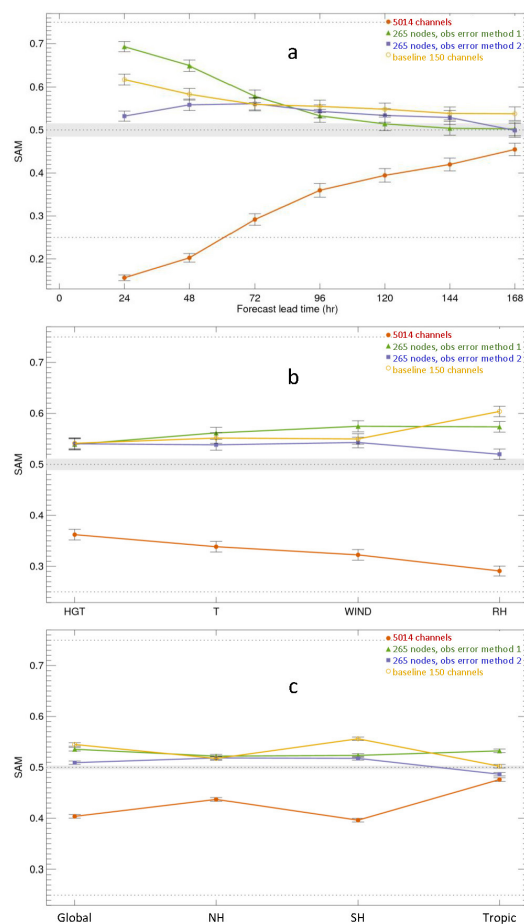 5014 channels
265 nodes, obs error method 1
265 nodes, obs error method 2
baseline 150 channels
a
SAM
0.7
0.6
0.5
0.4
0.3
0.2
0 24 48 72 96 120 144 168
Forecast lead time (hr)
5014 channels
265 nodes, obs error method 1
265 nodes, obs error method 2
baseline 150 channels
b
SAM
0.7
0.6
0.5
0.4
0.3
HGT T WIND RH
5014 channels
265 nodes, obs error method 1
265 nodes, obs error method 2
baseline 150 channels
c
SAM
0.7
0.6
0.5
0.4
0.3
Global NH SH Tropic